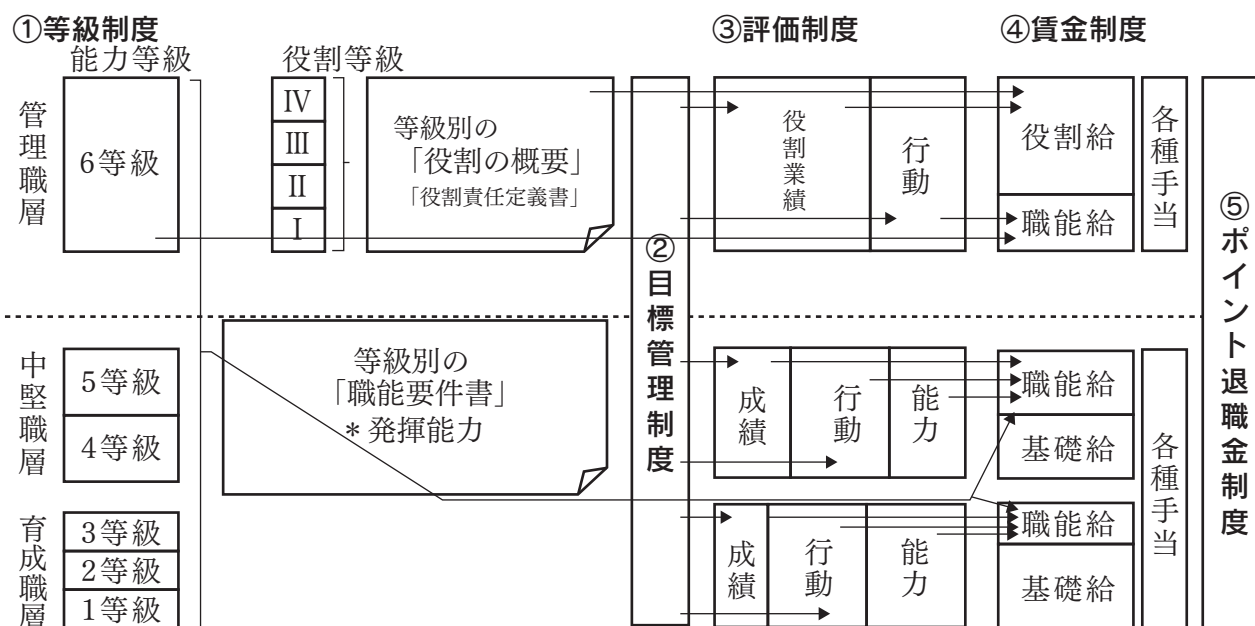 ①等級制度
③評価制度
④賃金制度
能力等級
役割等級
管理職層
6等級
IV
III
II
I
等級別の
「役割の概要」
「役割責任定義書」
②目標管理制度
役割業績
行動
役割給
職能給
各種手当
⑤ポイント退職金制度
中堅職層
5等級
4等級
等級別の
「職能要件書」
＊発揮能力
成績
行動
能力
職能給
基礎給
各種手当
育成職層
3等級
2等級
1等級
成績
行動
能力
職能給
基礎給